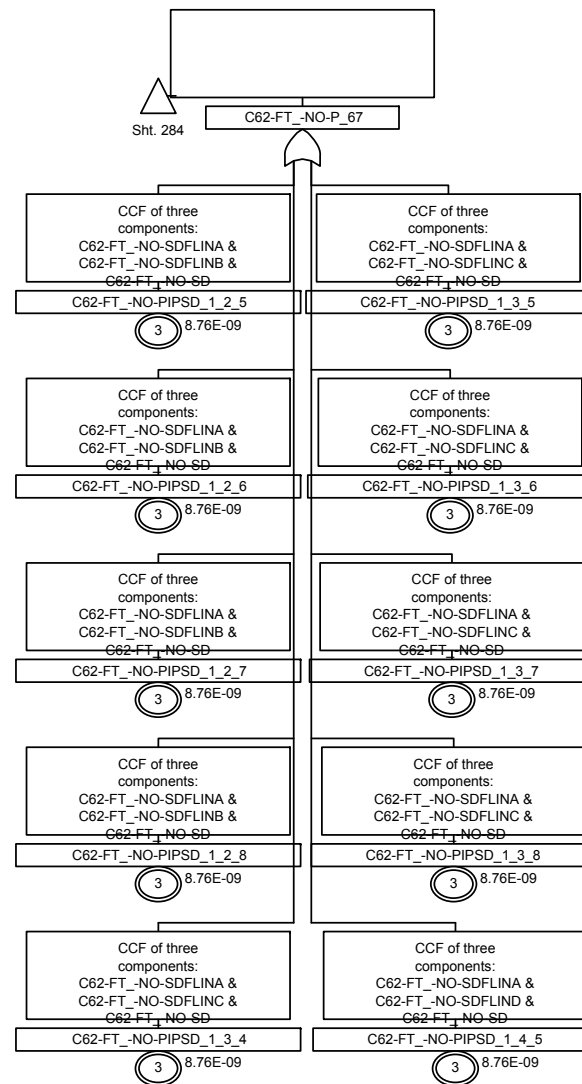 Sht. 284
C62-FT_-NO-P_67
CCF of three
components:
C62-FT_-NO-SDFLINA &
C62-FT_-NO-SDFLINB &
C62-FT_-NO-SD
C62-FT_-NO-PIPSD_1_2_5
3
8.76E-09
CCF of three
components:
C62-FT_-NO-SDFLINA &
C62-FT_-NO-SDFLINC &
C62-FT_-NO-SD
C62-FT_-NO-PIPSD_1_3_5
3
8.76E-09
CCF of three
components:
C62-FT_-NO-SDFLINA &
C62-FT_-NO-SDFLINB &
C62-FT_-NO-SD
C62-FT_-NO-PIPSD_1_2_6
3
8.76E-09
CCF of three
components:
C62-FT_-NO-SDFLINA &
C62-FT_-NO-SDFLINC &
C62-FT_-NO-SD
C62-FT_-NO-PIPSD_1_3_6
3
8.76E-09
CCF of three
components:
C62-FT_-NO-SDFLINA &
C62-FT_-NO-SDFLINB &
C62-FT_-NO-SD
C62-FT_-NO-PIPSD_1_2_7
3
8.76E-09
CCF of three
components:
C62-FT_-NO-SDFLINA &
C62-FT_-NO-SDFLINC &
C62-FT_-NO-SD
C62-FT_-NO-PIPSD_1_3_7
3
8.76E-09
CCF of three
components:
C62-FT_-NO-SDFLINA &
C62-FT_-NO-SDFLINB &
C62-FT_-NO-SD
C62-FT_-NO-PIPSD_1_2_8
3
8.76E-09
CCF of three
components:
C62-FT_-NO-SDFLINA &
C62-FT_-NO-SDFLINC &
C62-FT_-NO-SD
C62-FT_-NO-PIPSD_1_3_8
3
8.76E-09
CCF of three
components:
C62-FT_-NO-SDFLINA &
C62-FT_-NO-SDFLINC &
C62-FT_-NO-SD
C62-FT_-NO-PIPSD_1_3_4
3
8.76E-09
CCF of three
components:
C62-FT_-NO-SDFLINA &
C62-FT_-NO-SDFLIND &
C62-FT_-NO-SD
C62-FT_-NO-PIPSD_1_4_5
3
8.76E-09